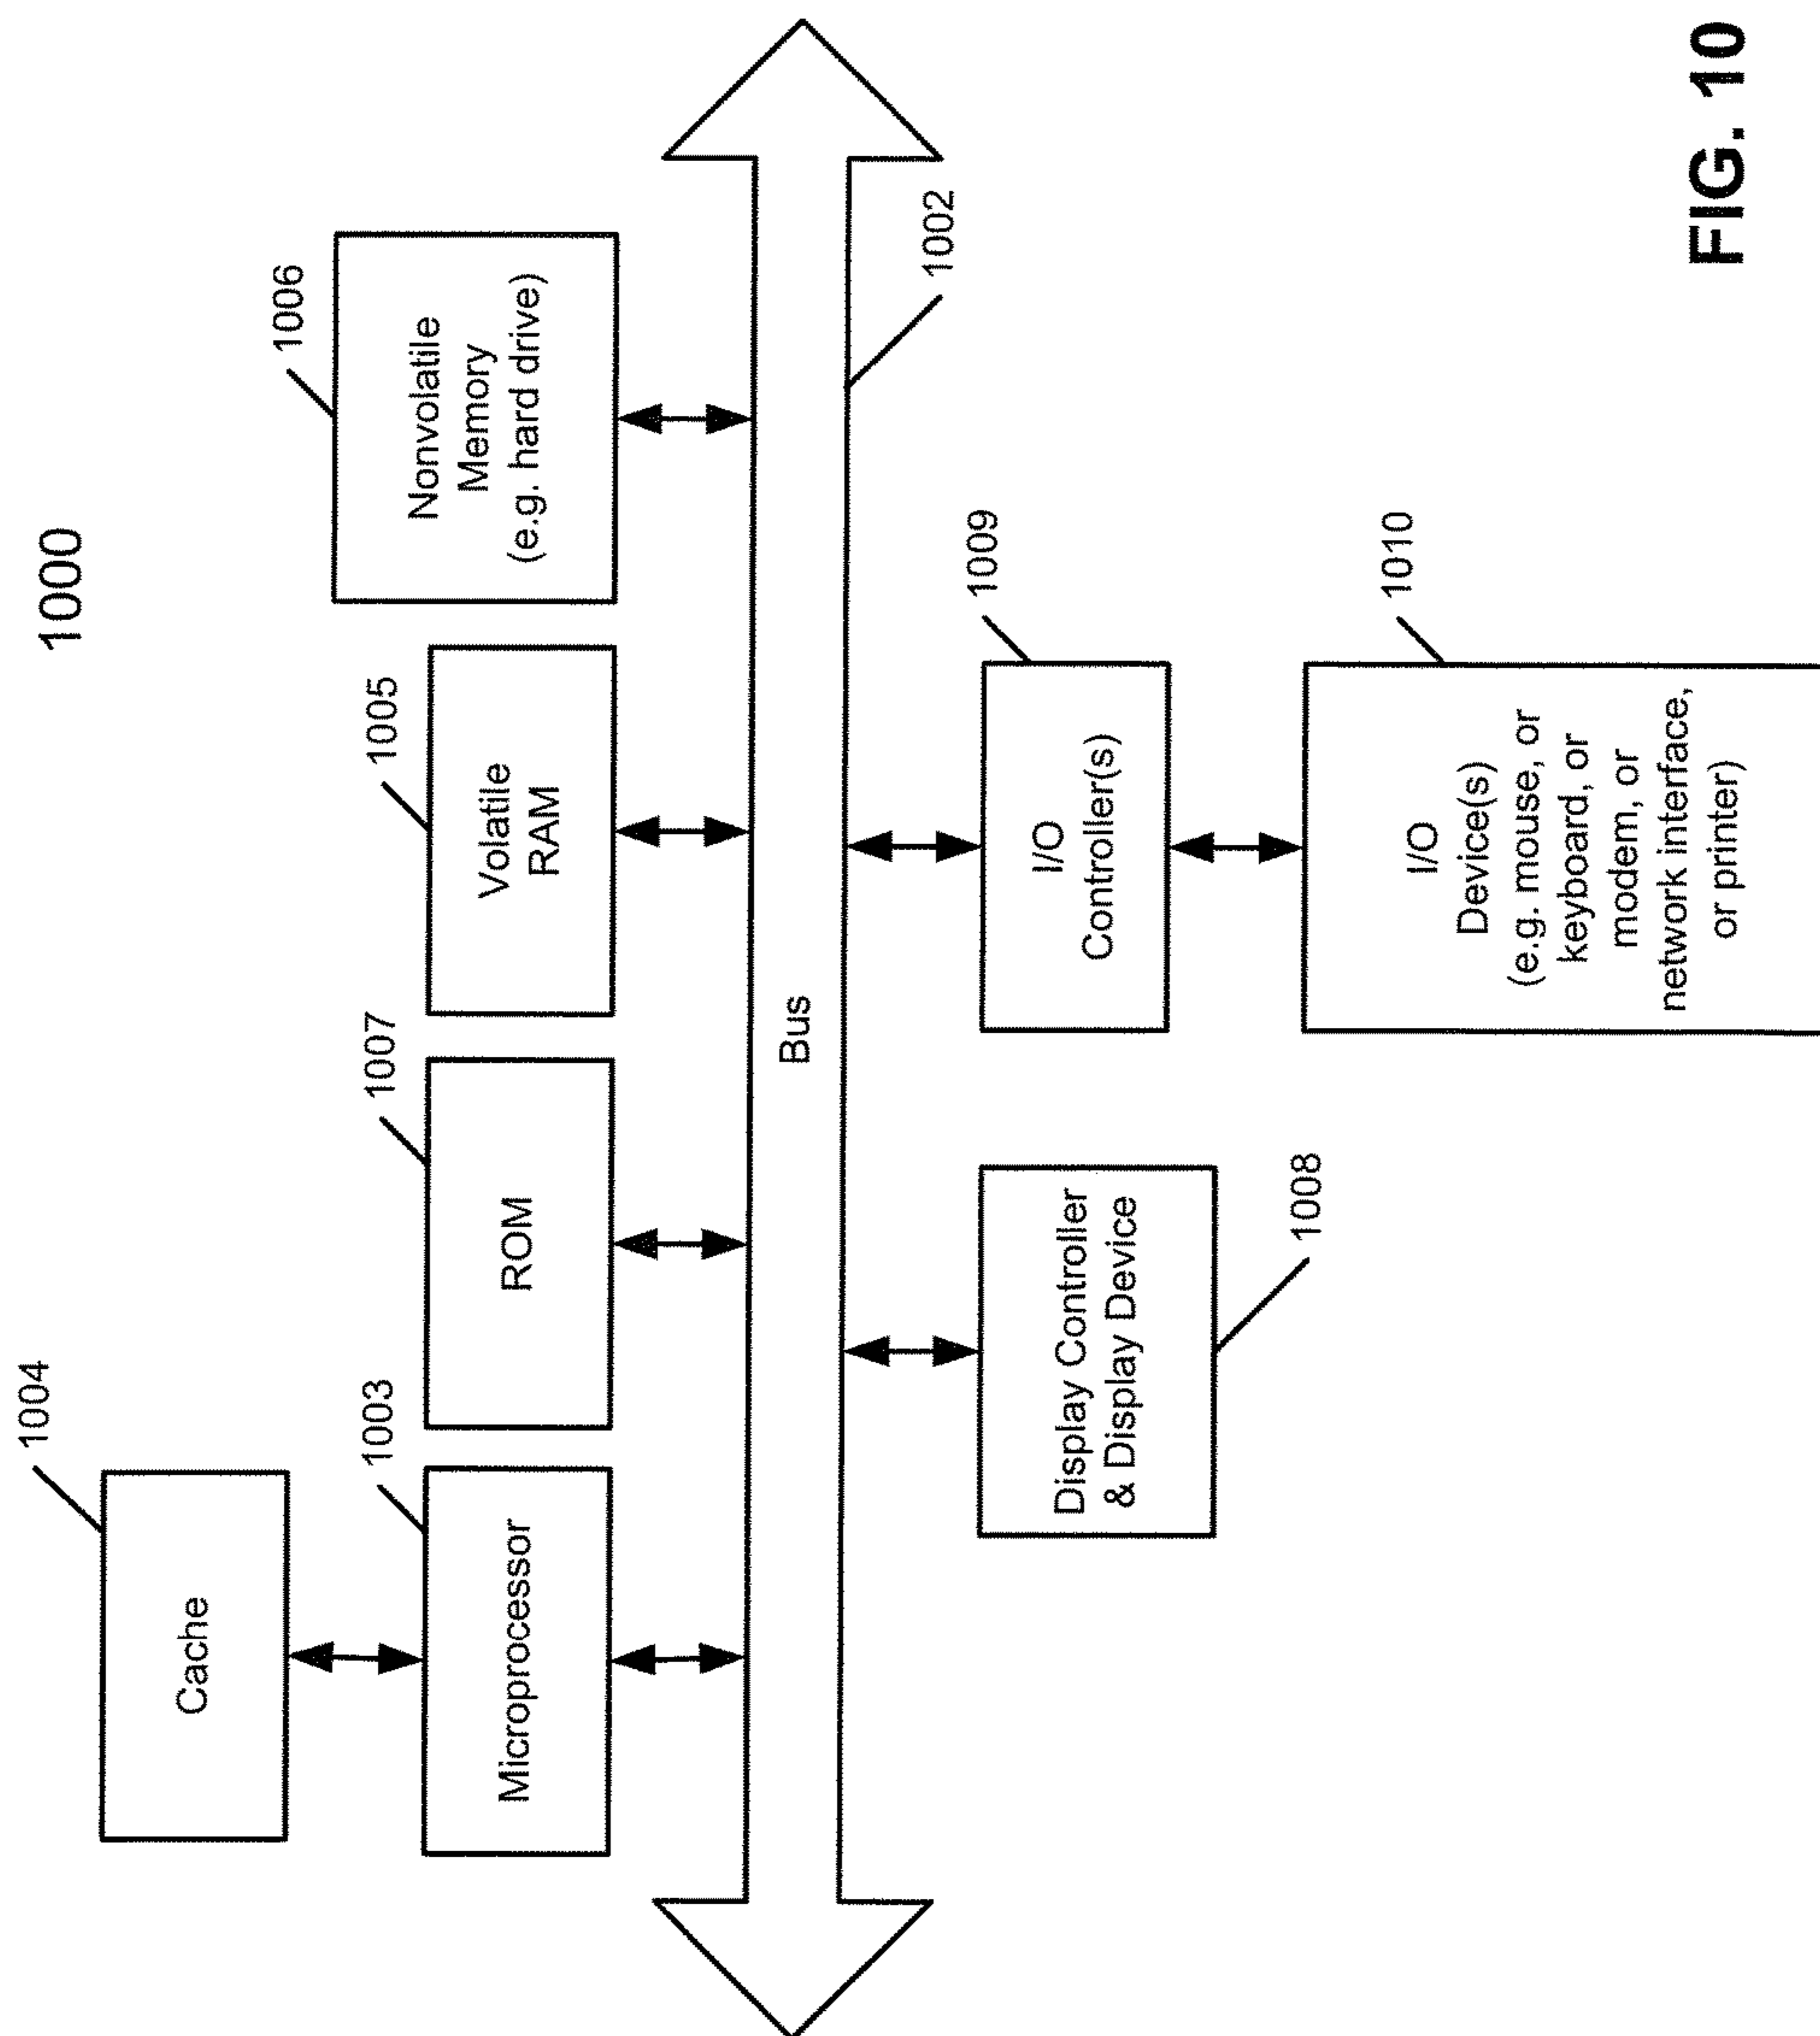 1000
1004
Cache
1003
1007
1005
1006
Microprocessor
ROM
Volatile
RAM
Nonvolatile
Memory
(e.g. hard drive)
Bus
1002
Display Controller
& Display Device
1008
1009
I/O
Controller(s)
1010
I/O
Device(s)
(e.g. mouse, or
keyboard, or
modem, or
network interface,
or printer)
FIG. 10